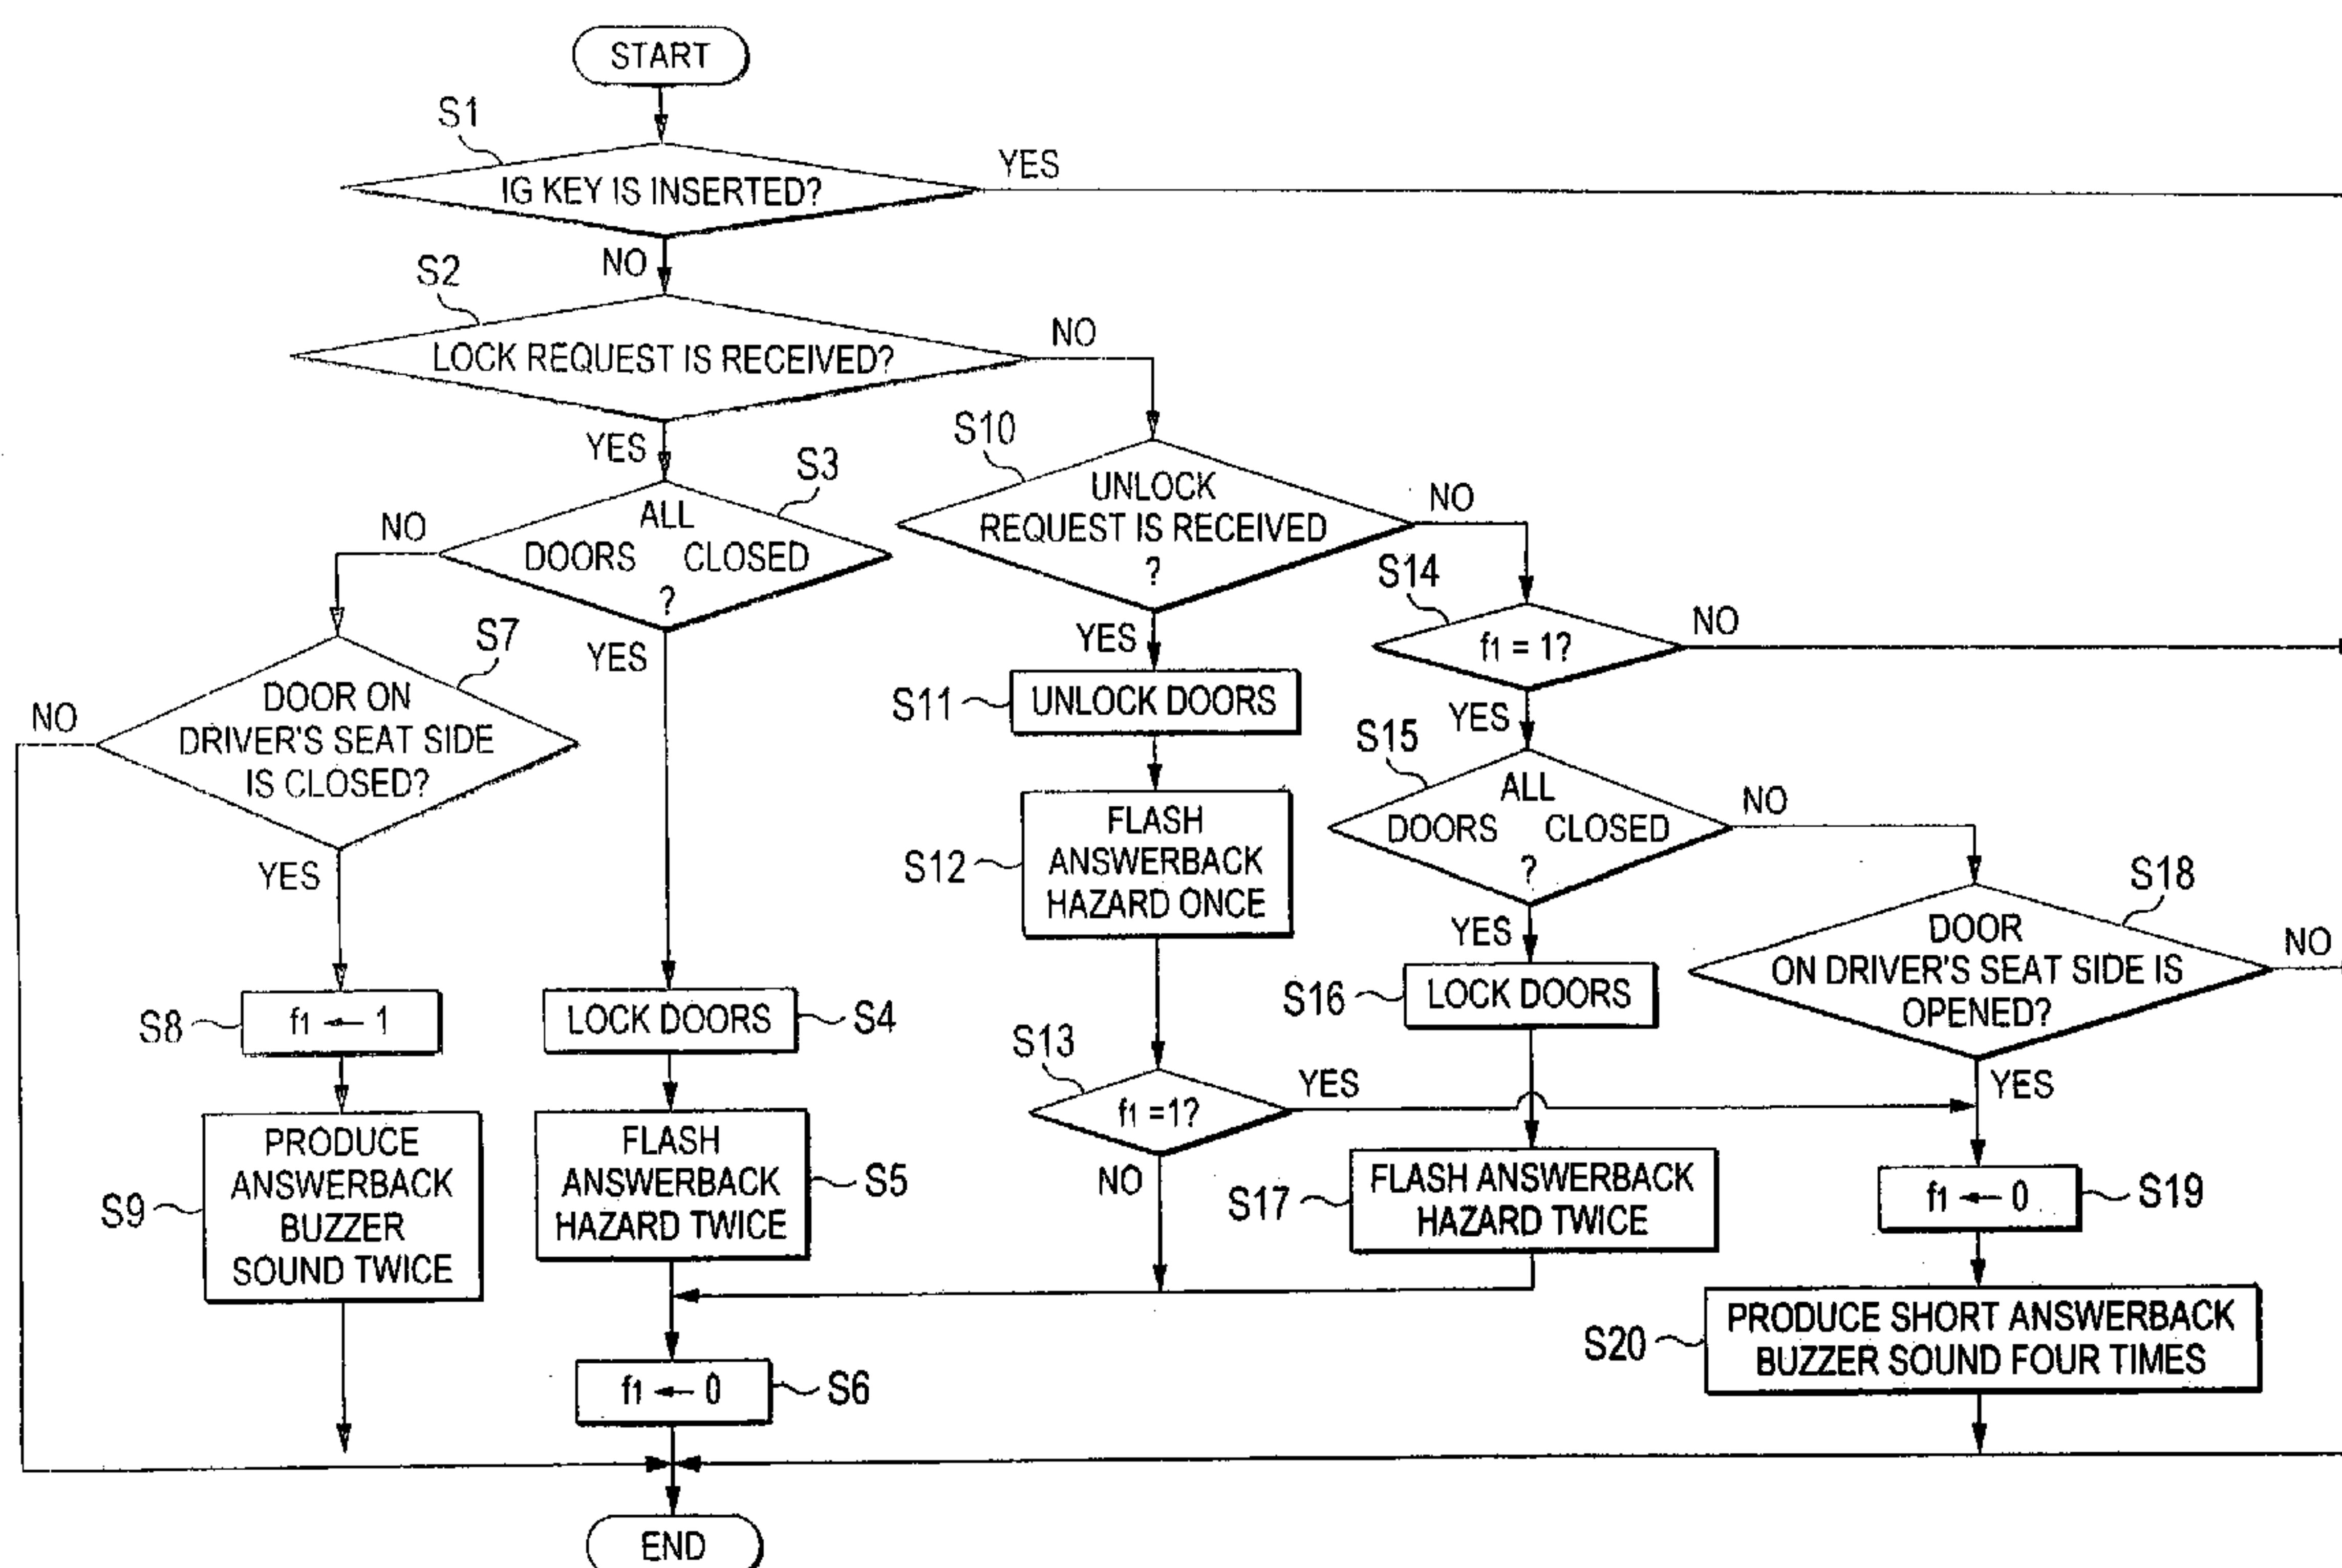 START
S1
IG KEY IS INSERTED?
YES
NO
S2
LOCK REQUEST IS RECEIVED?
NO
YES
S3
ALL
DOORS CLOSED
?
NO
YES
S7
DOOR ON
DRIVER'S SEAT SIDE
IS CLOSED?
NO
YES
S8
f1 ← 1
S9
PRODUCE
ANSWERBACK
BUZZER
SOUND TWICE
LOCK DOORS
S4
FLASH
ANSWERBACK
HAZARD TWICE
S5
f1 ← 0
S6
S10
UNLOCK
REQUEST IS RECEIVED
?
NO
YES
S11
UNLOCK DOORS
S12
FLASH
ANSWERBACK
HAZARD ONCE
S13
f1 =1?
YES
NO
S14
f1 = 1?
NO
YES
S15
ALL
DOORS CLOSED
?
NO
YES
S16
LOCK DOORS
S17
FLASH ANSWERBACK
HAZARD TWICE
S18
DOOR
ON DRIVER'S SEAT SIDE IS
OPENED?
NO
YES
f1 ← 0
S19
S20
PRODUCE SHORT ANSWERBACK
BUZZER SOUND FOUR TIMES
END